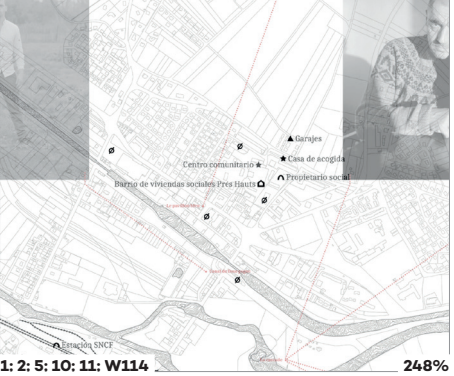 Garajes
Centro comunitario
Casa de acogida
Propietario social
Barrio de viviendas sociales Pres Hauts
Estación SNCF
1; 2; 5; 10; 11; W114
248%